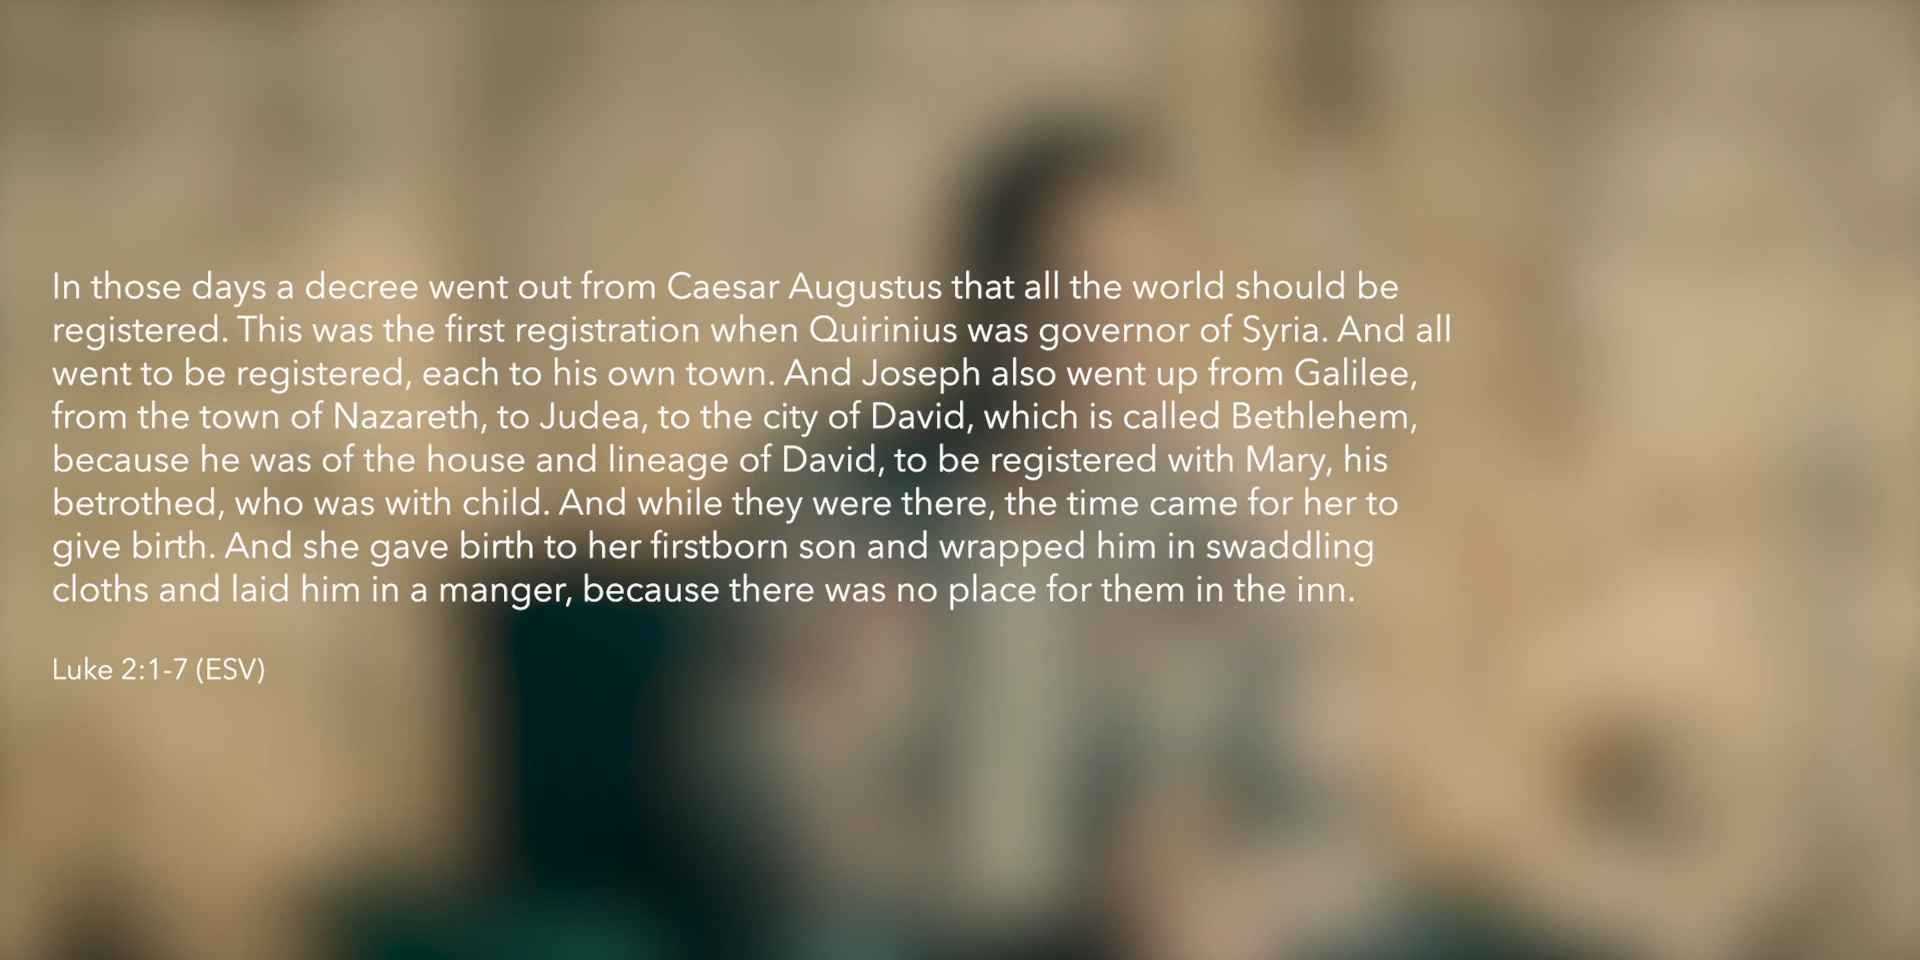 In those days a decree went out from Caesar Augustus that all the world should be
registered. This was the first registration when Quirinius was governor of Syria. And all
went to be registered, each to his own town. And Joseph also went up from Galilee,
from the town of Nazareth, to Judea, to the city of David, which is called Bethlehem,
because he was of the house and lineage of David, to be registered with Mary, his
betrothed, who was with child. And while they were there, the time came for her to
give birth. And she gave birth to her firstborn son and wrapped him in swaddling
cloths and laid him in a manger, because there was no place for them in the inn.
Luke 2:1-7 (ESV)